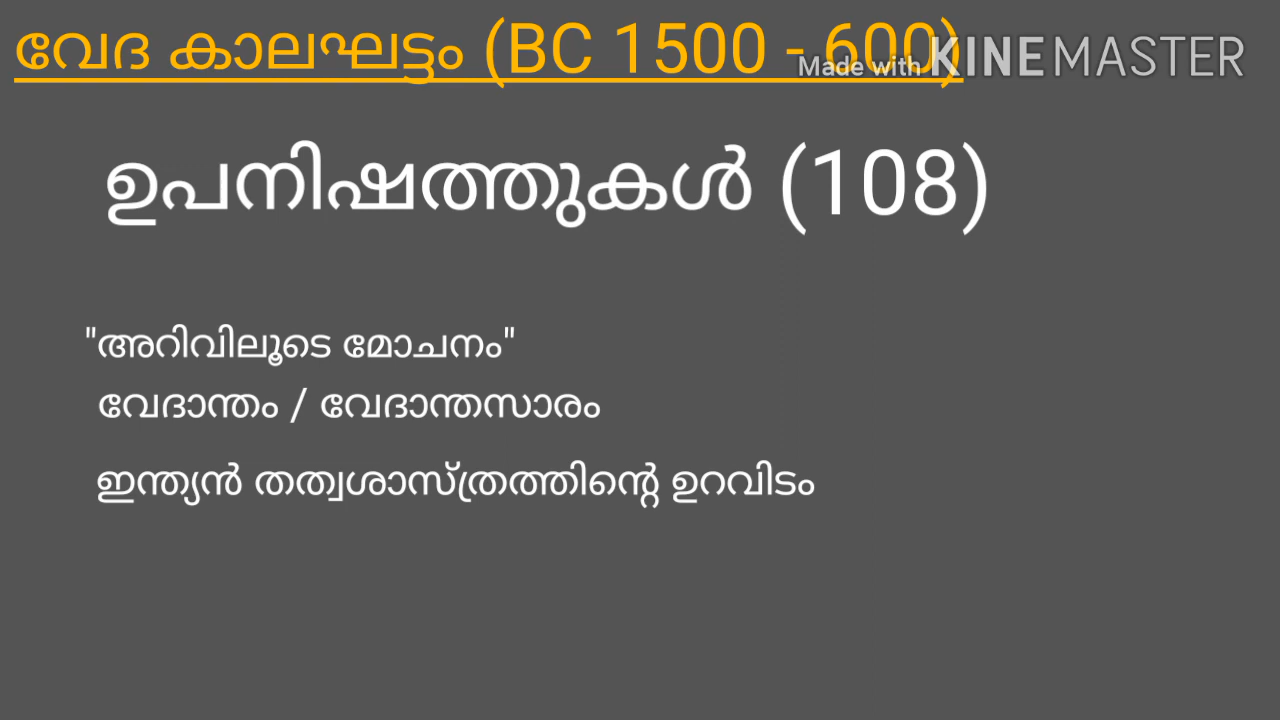 വേദ കാലഘട്ടം (BC 1500 - 600)
Made with KINEMASTER
ഉപനിഷത്തുകൾ (108)
"അറിവിലൂടെ മോചനം"
വേദാന്തം / വേദാന്തസാരം
ഇന്ത്യൻ തത്വശാസ്ത്രത്തിന്റെ ഉറവിടം